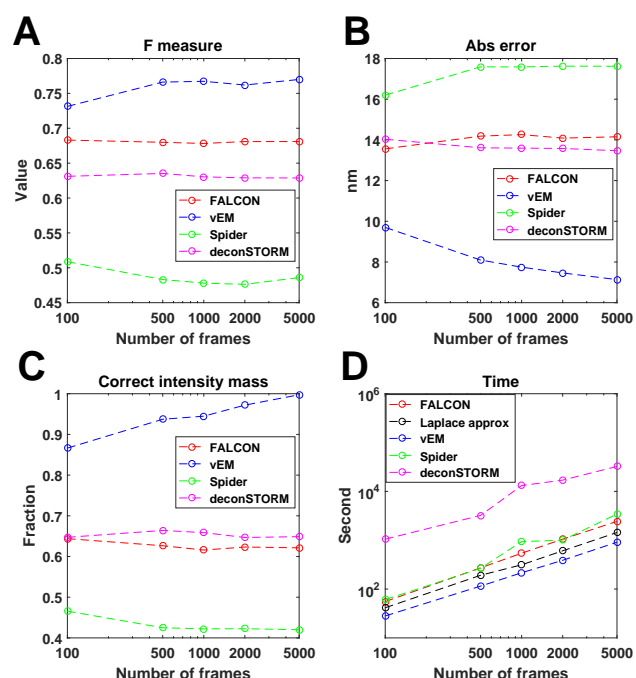 A
F measure
0.8
0.75
0.7
0.65
0.6
0.55
0.5
0.45
Value
FALCON
vEM
Spider
deconSTORM
100 500 1000 2000 5000
Number of frames
B
Abs error
18
16
14
12
10
8
6
nm
FALCON
vEM
Spider
deconSTORM
100 500 1000 2000 5000
Number of frames
C
Correct intensity mass
1
0.9
0.8
0.7
0.6
0.5
0.4
Fraction
FALCON
vEM
Spider
deconSTORM
100 500 1000 2000 5000
Number of frames
D
Time
10^6
10^4
10^2
Second
FALCON
Laplace approx
vEM
Spider
deconSTORM
100 500 1000 2000 5000
Number of frames